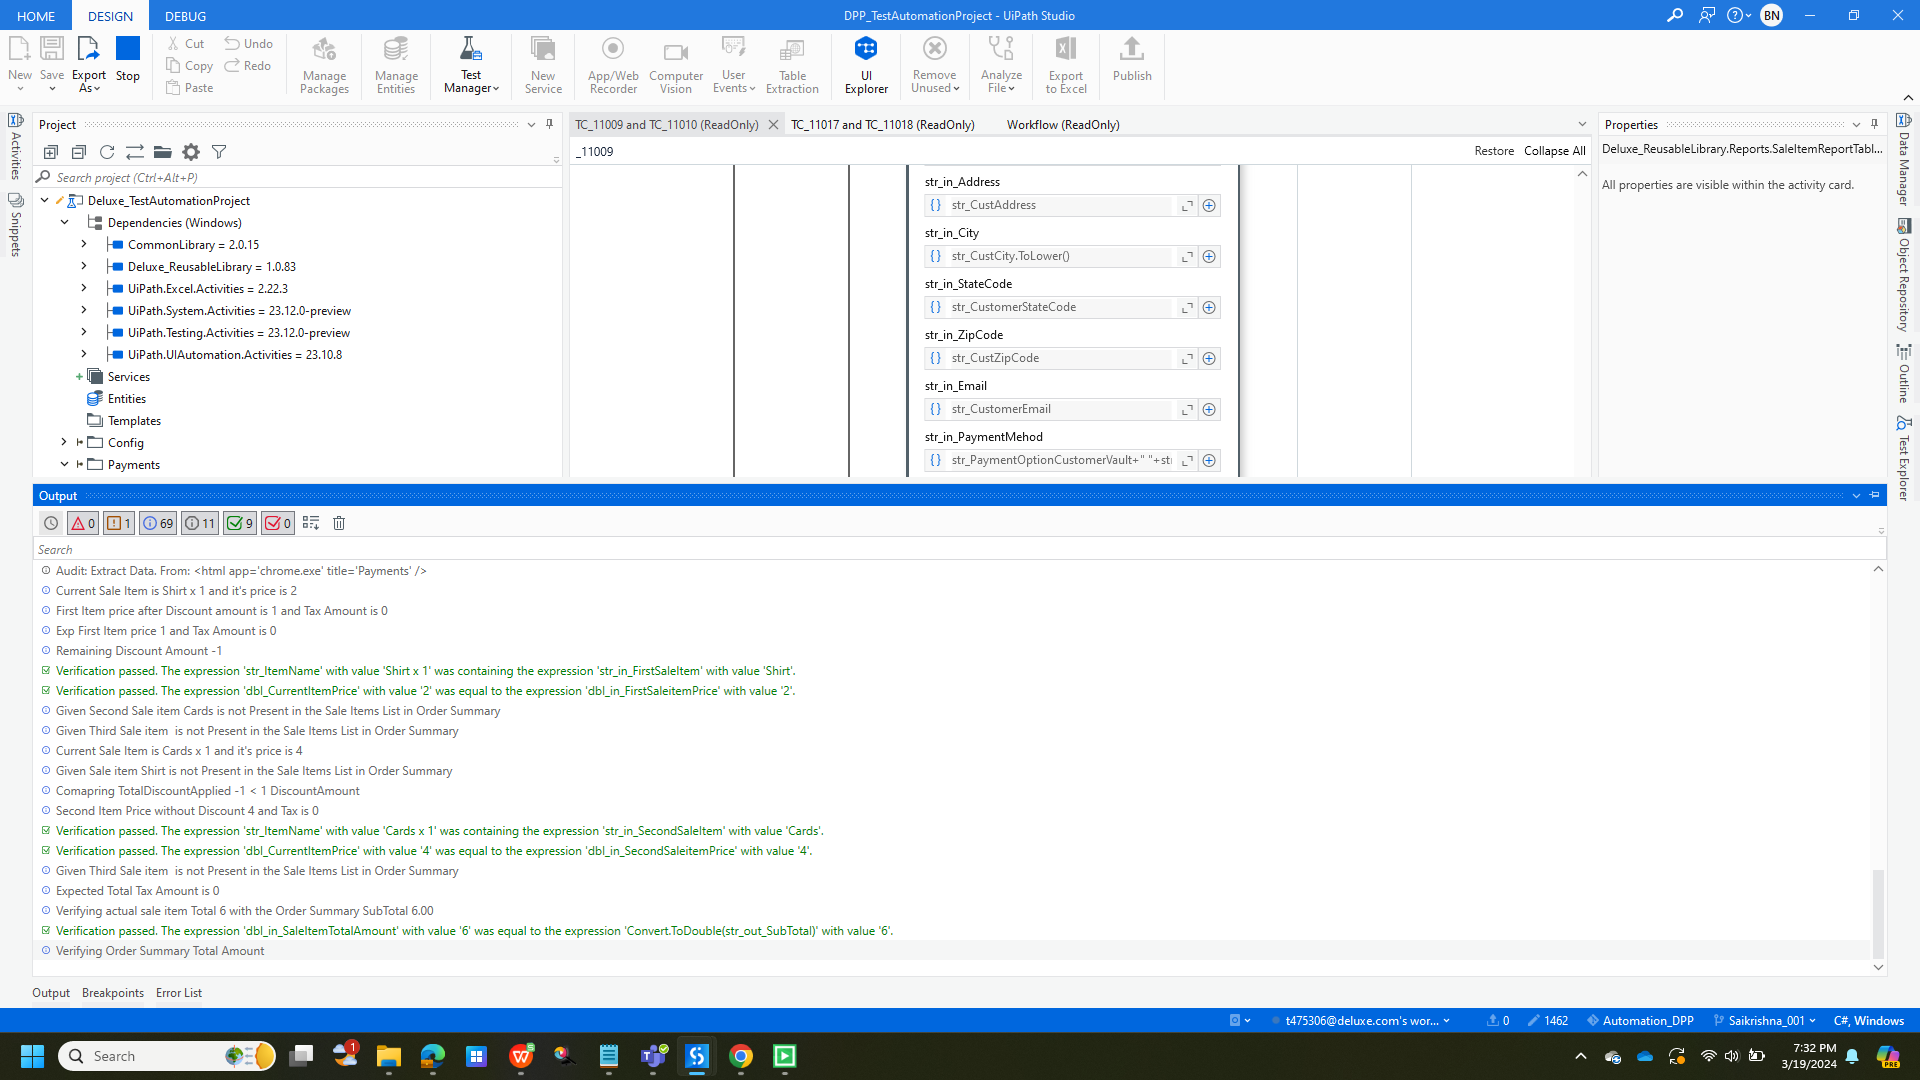 HOME
DESIGN
DEBUG
DPP_TestAutomationProject - UiPath Studio
BN
New
Save
Export As
Stop
Cut
Copy
Paste
Undo
Redo
Manage Packages
Manage Entities
Test Manager
New Service
App/Web Recorder
Computer Vision
User Events
Table Extraction
UI Explorer
Remove Unused
Analyze File
Export to Excel
Publish
Activities
Snippets
Project
Search project (Ctrl+Alt+P)
Deluxe_TestAutomationProject
Dependencies (Windows)
CommonLibrary = 2.0.15
Deluxe_ReusableLibrary = 1.0.83
UiPath.Excel.Activities = 2.22.3
UiPath.System.Activities = 23.12.0-preview
UiPath.Testing.Activities = 23.12.0-preview
UiPath.UIAutomation.Activities = 23.10.8
Services
Entities
Templates
Config
Payments
TC_11009 and TC_11010 (ReadOnly)
TC_11017 and TC_11018 (ReadOnly)
Workflow (ReadOnly)
_11009
Restore
Collapse All
str_in_Address
str_CustAddress
str_in_City
str_CustCity.ToLower()
str_in_StateCode
str_CustomerStateCode
str_in_ZipCode
str_CustZipCode
str_in_Email
str_CustomerEmail
str_in_PaymentMehod
str_PaymentOptionCustomerVault+" "+str
Properties
Deluxe_ReusableLibrary.Reports.SaleItemReportTabl...
All properties are visible within the activity card.
Data Manager
Object Repository
Outline
Test Explorer
Output
0
1
69
11
9
0
Search
Audit: Extract Data. From: <html app='chrome.exe' title='Payments' />
Current Sale Item is Shirt x 1 and it's price is 2
First Item price after Discount amount is 1 and Tax Amount is 0
Exp First Item price 1 and Tax Amount is 0
Remaining Discount Amount -1
Verification passed. The expression 'str_ItemName' with value 'Shirt x 1' was containing the expression 'str_in_FirstSaleItem' with value 'Shirt'.
Verification passed. The expression 'dbl_CurrentItemPrice' with value '2' was equal to the expression 'dbl_in_FirstSaleitemPrice' with value '2'.
Given Second Sale item Cards is not Present in the Sale Items List in Order Summary
Given Third Sale item  is not Present in the Sale Items List in Order Summary
Current Sale Item is Cards x 1 and it's price is 4
Given Sale item Shirt is not Present in the Sale Items List in Order Summary
Comapring TotalDiscountApplied -1 < 1 DiscountAmount
Second Item Price without Discount 4 and Tax is 0
Verification passed. The expression 'str_ItemName' with value 'Cards x 1' was containing the expression 'str_in_SecondSaleItem' with value 'Cards'.
Verification passed. The expression 'dbl_CurrentItemPrice' with value '4' was equal to the expression 'dbl_in_SecondSaleitemPrice' with value '4'.
Given Third Sale item  is not Present in the Sale Items List in Order Summary
Expected Total Tax Amount is 0
Verifying actual sale item Total 6 with the Order Summary SubTotal 6.00
Verification passed. The expression 'dbl_in_SaleItemTotalAmount' with value '6' was equal to the expression 'Convert.ToDouble(str_out_SubTotal)' with value '6'.
Verifying Order Summary Total Amount
Output
Breakpoints
Error List
t475306@deluxe.com's wor...
0
1462
Automation_DPP
Saikrishna_001
C#, Windows
Search
1
7:32 PM
3/19/2024
PRE